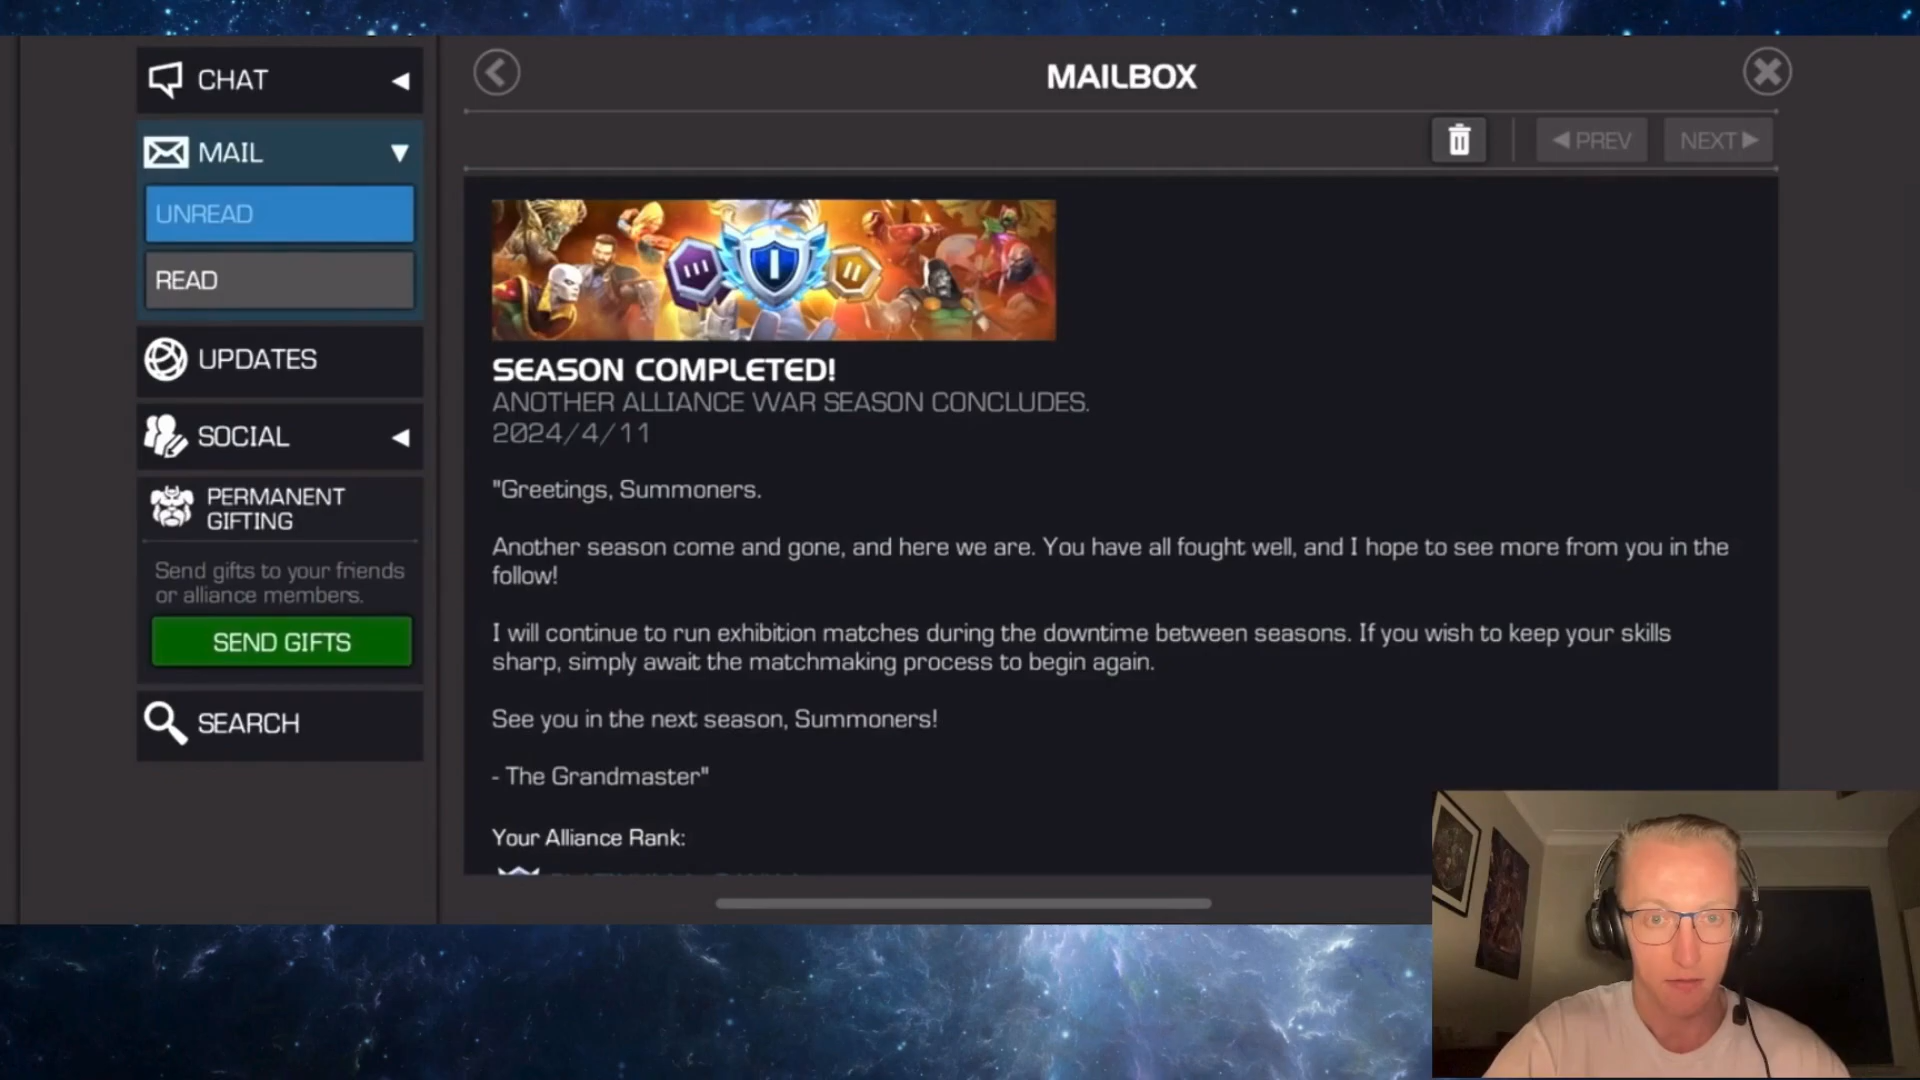 CHAT
MAIL
UNREAD
READ
UPDATES
SOCIAL
PERMANENT
GIFTING
Send gifts to your friends
or alliance members.
SEND GIFTS
SEARCH
MAILBOX
PREV
NEXT
III
I
II
SEASON COMPLETED!
ANOTHER ALLIANCE WAR SEASON CONCLUDES.
2024/4/11
"Greetings, Summoners.
Another season come and gone, and here we are. You have all fought well, and I hope to see more from you in the
follow!
I will continue to run exhibition matches during the downtime between seasons. If you wish to keep your skills
sharp, simply await the matchmaking process to begin again.
See you in the next season, Summoners!
- The Grandmaster"
Your Alliance Rank: